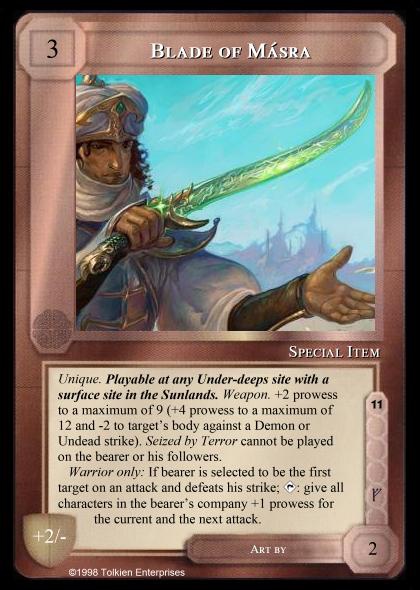 3
BLADE OF MÁSRA
SPECIAL ITEM
Unique. Playable at any Under-deeps site with a
surface site in the Sunlands. Weapon. +2 prowess
to a maximum of 9 (+4 prowess to a maximum of
12 and -2 to target's body against a Demon or
Undead strike). Seized by Terror cannot be played
on the bearer or his followers.
Warrior only: If bearer is selected to be the first
target on an attack and defeats his strike; : give all
characters in the bearer's company +1 prowess for
the current and the next attack.
11
+2/-
ART BY
2
©1998 Tolkien Enterprises